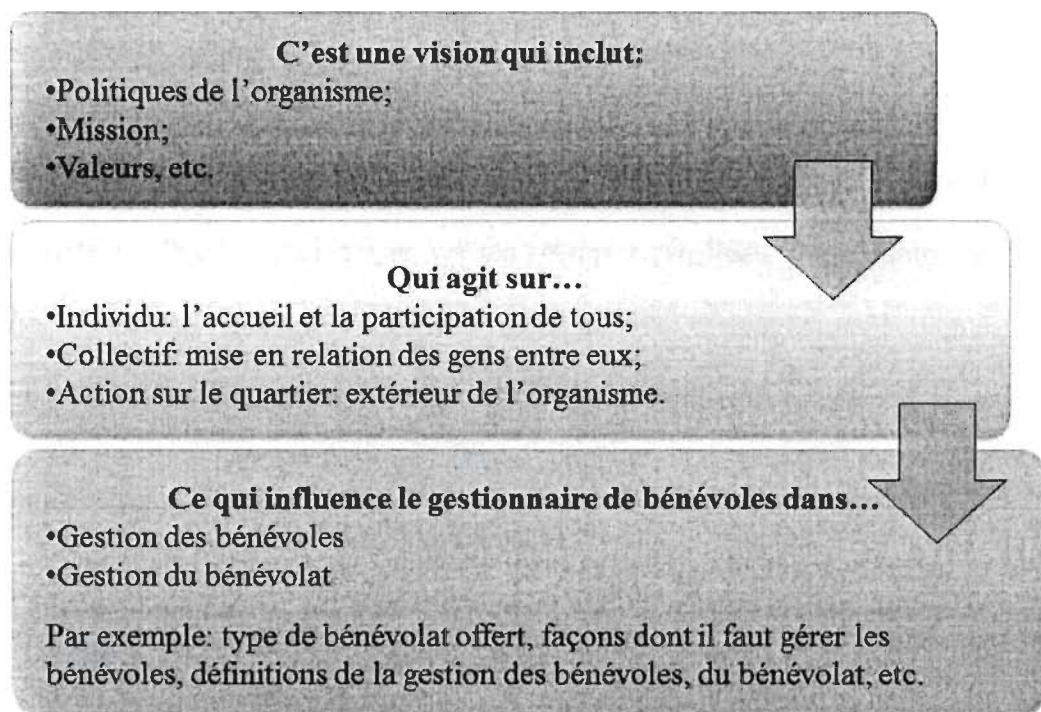 C’est une vision qui inclut:
•Politiques de l’organisme;
•Mission;
•Valeurs, etc.
Qui agit sur…
•Individu: l’accueil et la participation de tous;
•Collectif: mise en relation des gens entre eux;
•Action sur le quartier: extérieur de l’organisme.
Ce qui influence le gestionnaire de bénévoles dans…
•Gestion des bénévoles
•Gestion du bénévolat
Par exemple: type de bénévolat offert, façons dont il faut gérer les
bénévoles, définitions de la gestion des bénévoles, du bénévolat, etc.